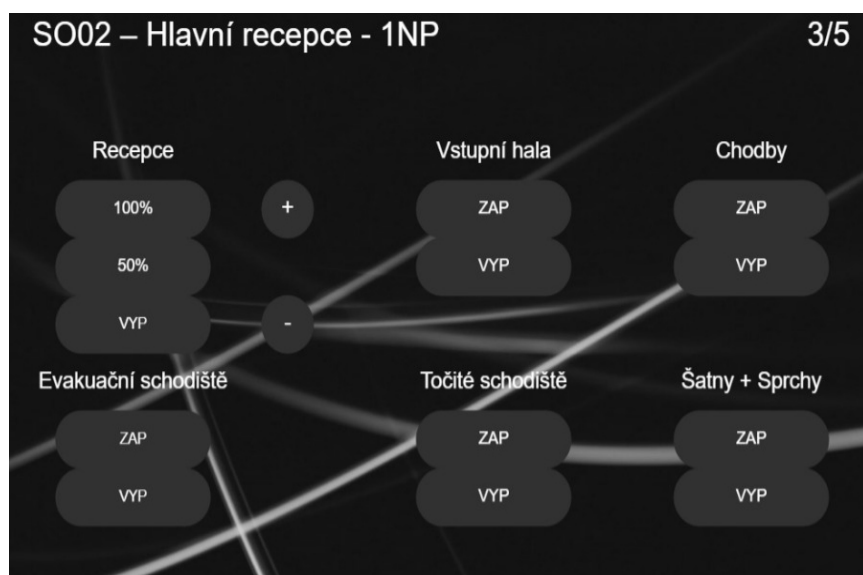 SO02 – Hlavní recepce - 1NP 3/5
Recepce Vstupní hala Chodby
100% + ZAP ZAP
50% VYP VYP
VYP -
Evakuační schodiště Točité schodiště Šatny + Sprchy
ZAP ZAP ZAP
VYP VYP VYP